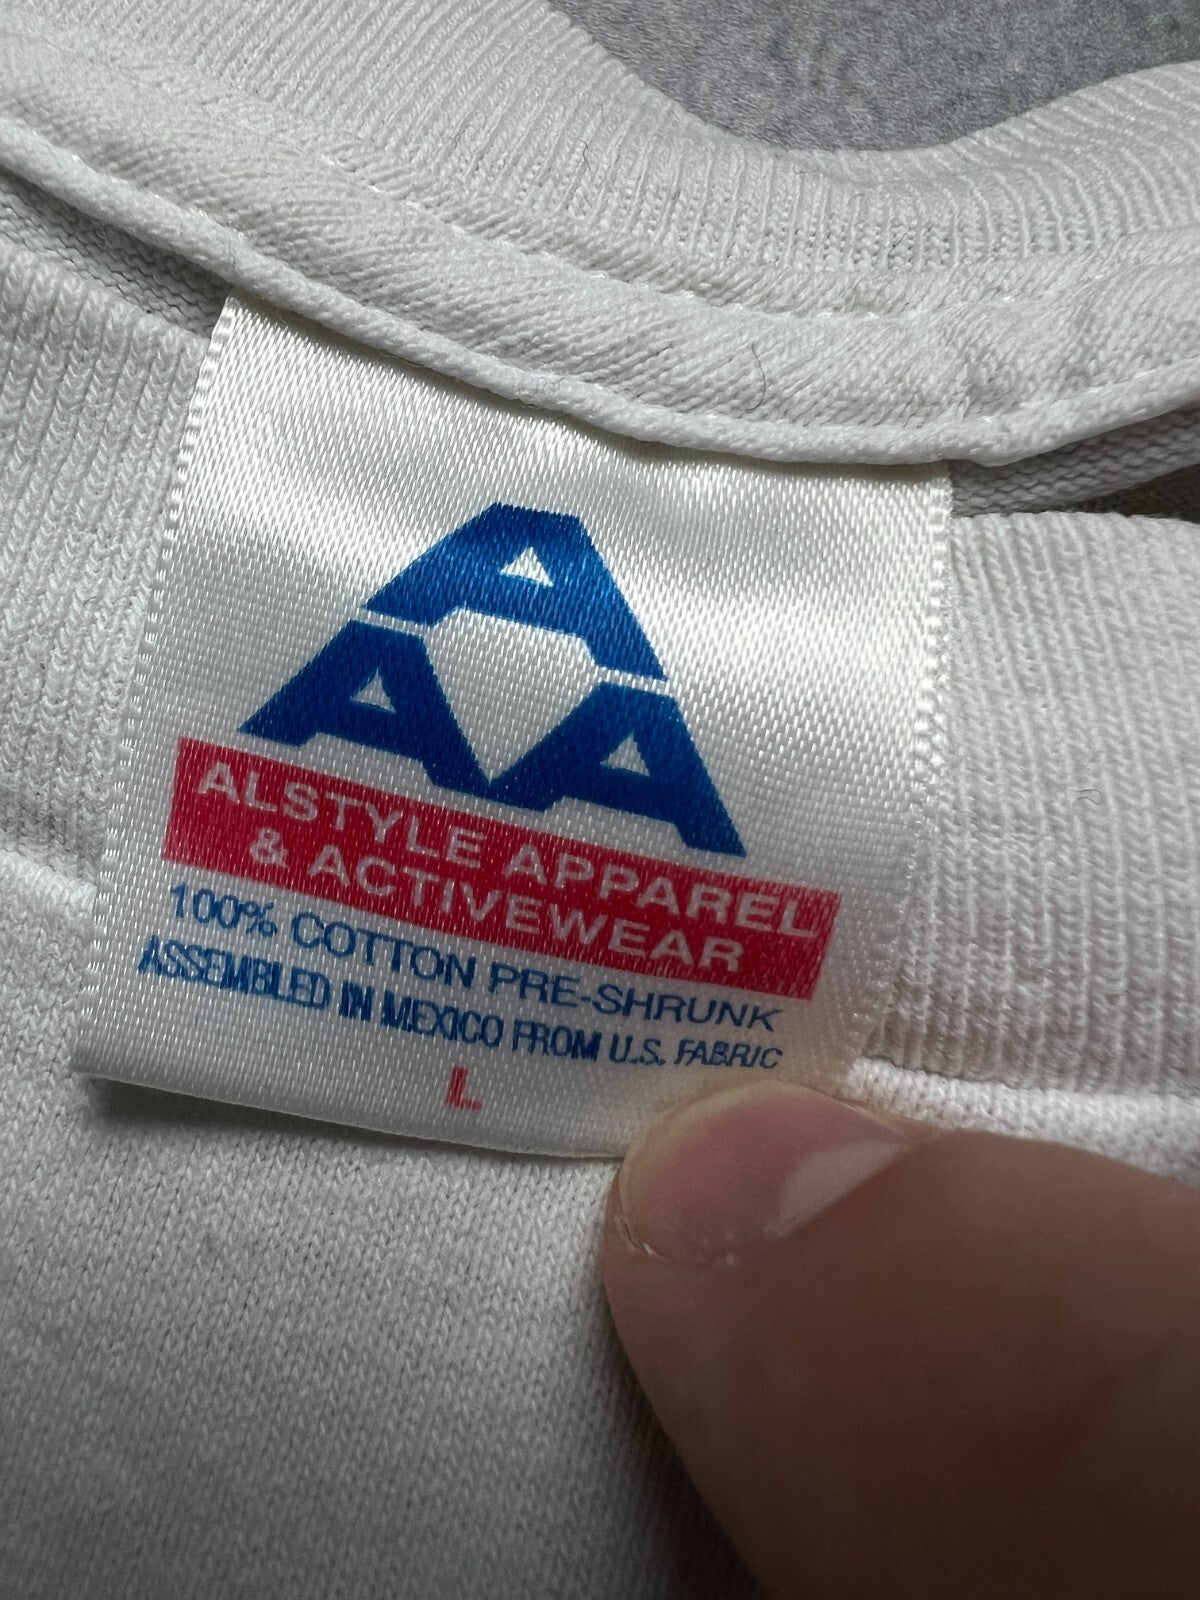 A
A A
ALSTYLE APPAREL
& ACTIVEWEAR
100% COTTON PRE-SHRUNK
ASSEMBLED IN MEXICO FROM U.S. FABRIC
L